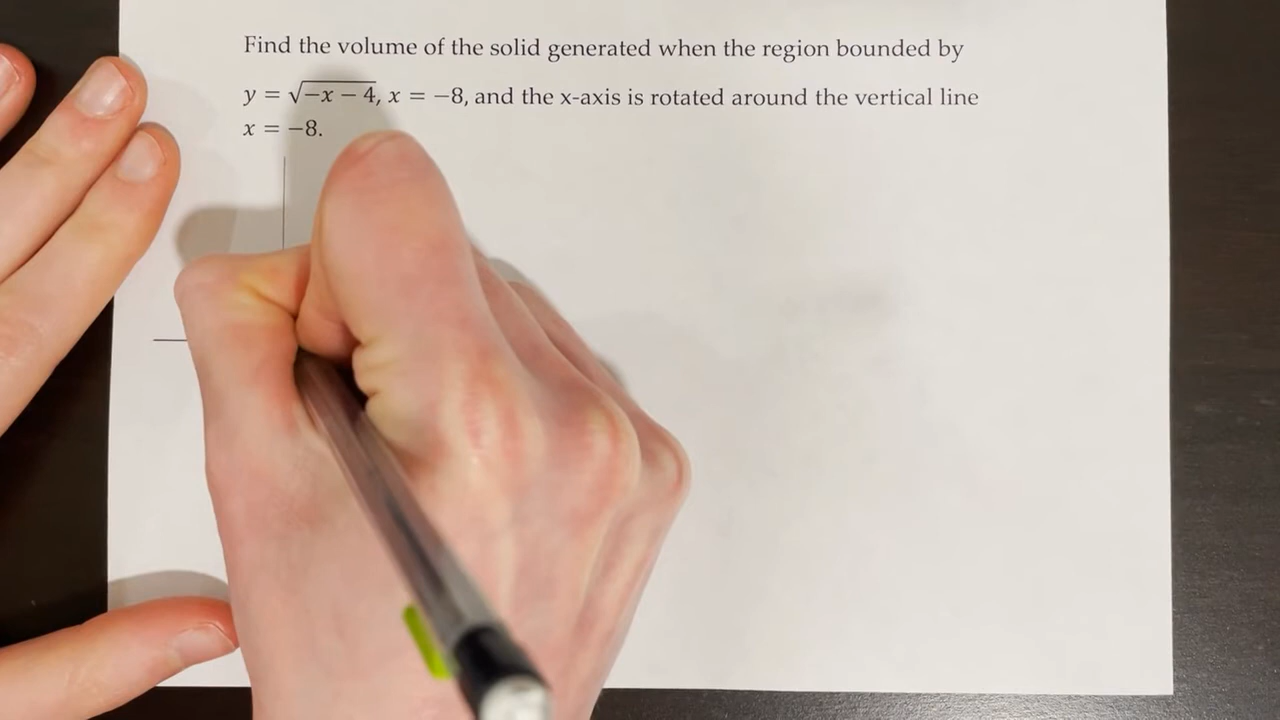 Find the volume of the solid generated when the region bounded by
y = √−x − 4, x = −8, and the x-axis is rotated around the vertical line
x = −8.